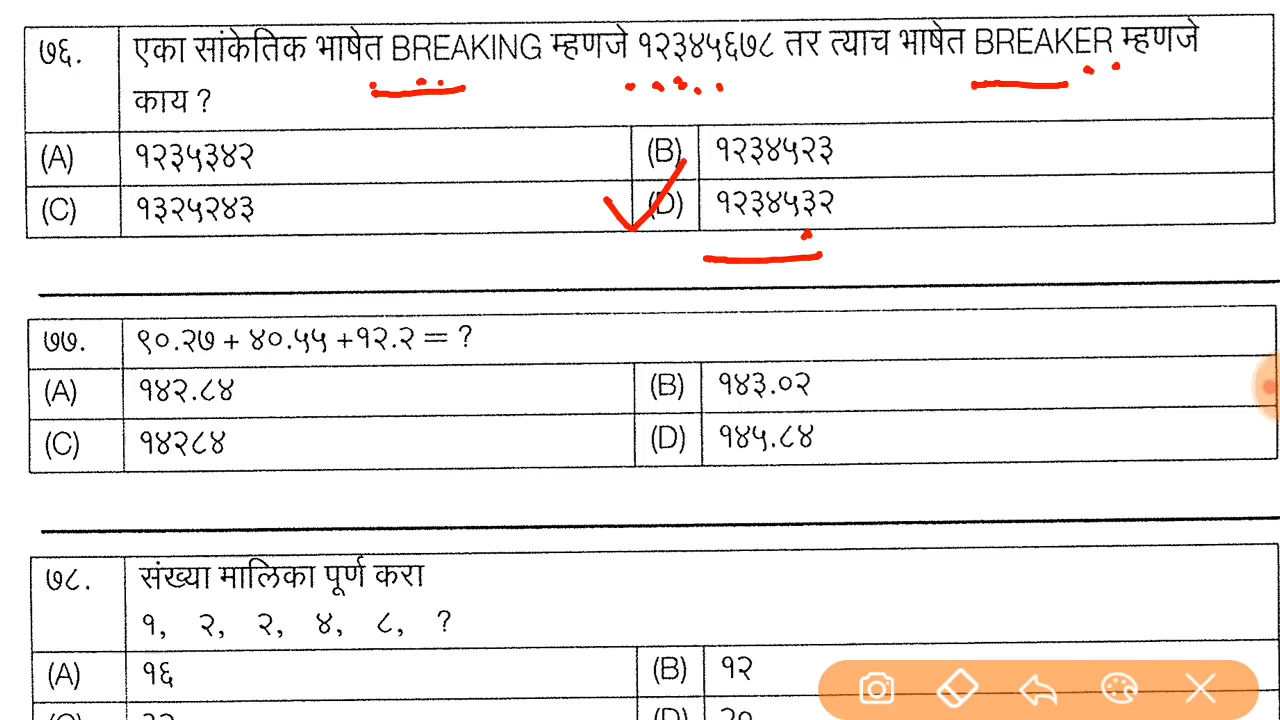 ७६. एका सांकेतिक भाषेत BREAKING म्हणजे १२३४५६७८ तर त्याच भाषेत BREAKER म्हणजे
काय ?
(A) १२३५३४२ (B) १२३४५२३
(C) १३२५२४३ (D) १२३४५३२
७७. ९०.२७ + ४०.५५ +१२.२ = ?
(A) १४२.८४ (B) १४३.०२
(C) १४२८४ (D) १४५.८४
७८. संख्या मालिका पूर्ण करा
१, २, २, ४, ८, ?
(A) १६ (B) १२